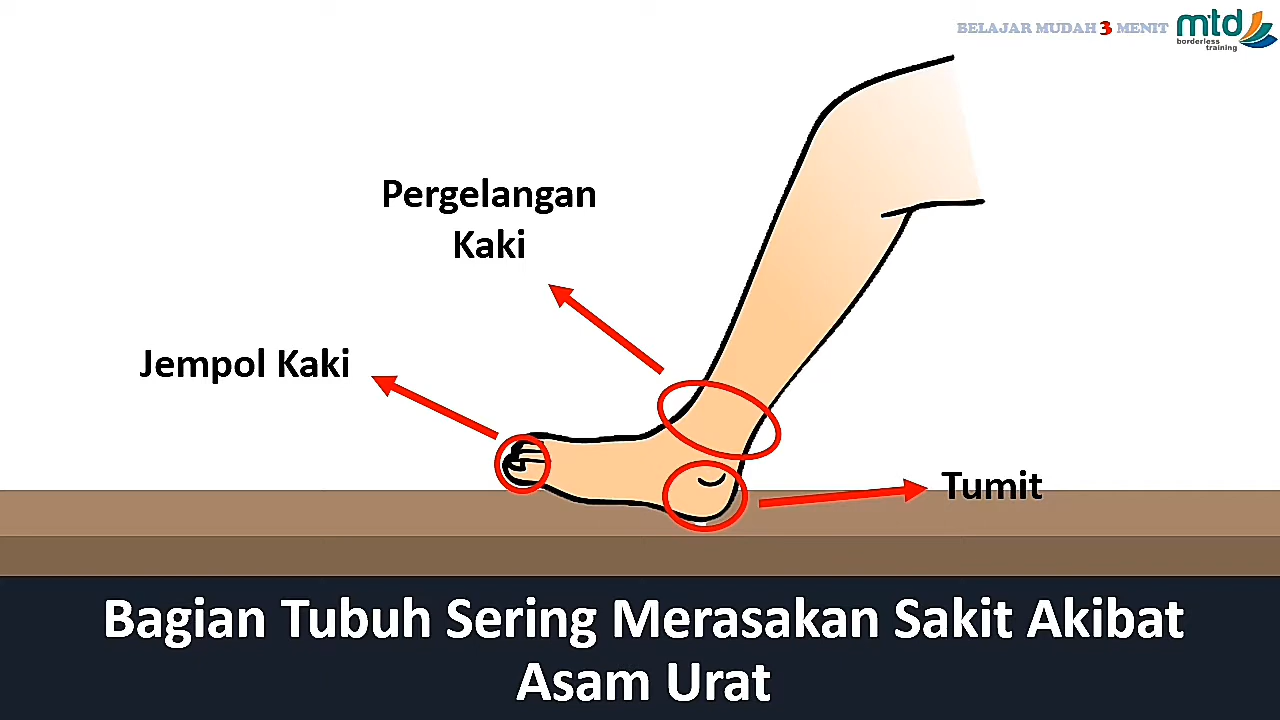 BELAJAR MUDAH 3 MENIT
mtd
borderless
training
Pergelangan
Kaki
Jempol Kaki
Tumit
Bagian Tubuh Sering Merasakan Sakit Akibat
Asam Urat